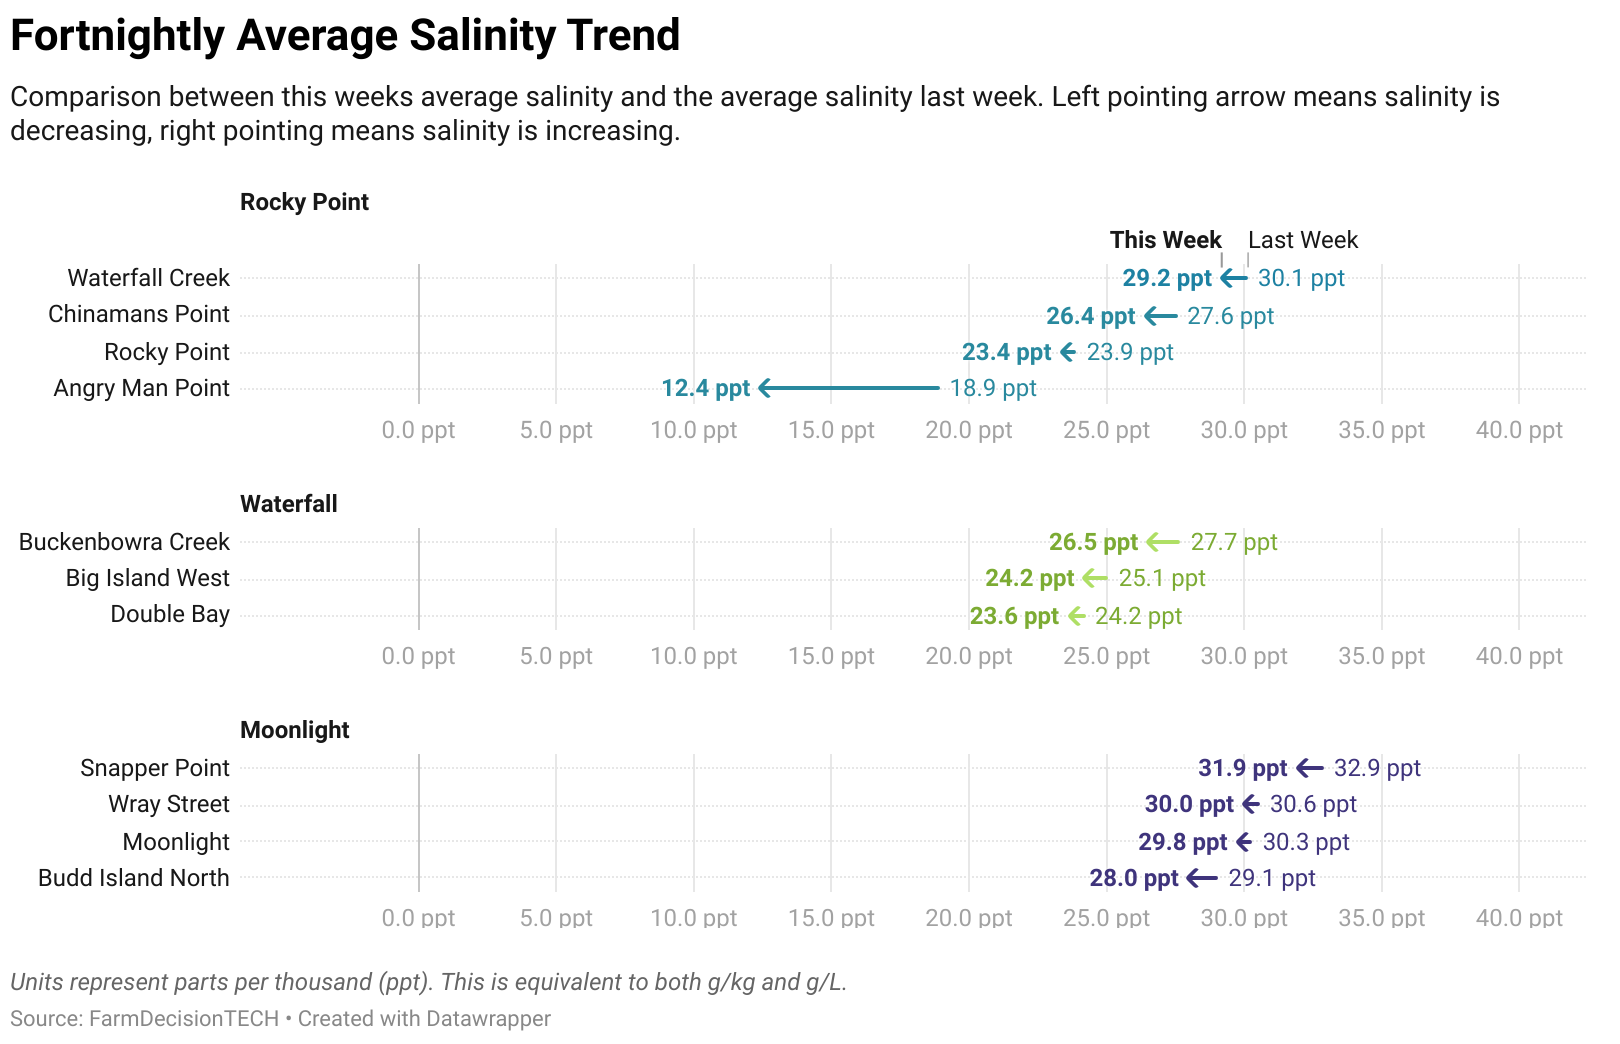 Fortnightly Average Salinity Trend
Comparison between this weeks average salinity and the average salinity last week. Left pointing arrow means salinity is
decreasing, right pointing means salinity is increasing.
Rocky Point
This Week Last Week
Waterfall Creek 29.2 ppt 30.1 ppt
Chinamans Point 26.4 ppt 27.6 ppt
Rocky Point 23.4 ppt 23.9 ppt
Angry Man Point 12.4 ppt 18.9 ppt
0.0 ppt 5.0 ppt 10.0 ppt 15.0 ppt 20.0 ppt 25.0 ppt 30.0 ppt 35.0 ppt 40.0 ppt
Waterfall
Buckenbowra Creek 26.5 ppt 27.7 ppt
Big Island West 24.2 ppt 25.1 ppt
Double Bay 23.6 ppt 24.2 ppt
0.0 ppt 5.0 ppt 10.0 ppt 15.0 ppt 20.0 ppt 25.0 ppt 30.0 ppt 35.0 ppt 40.0 ppt
Moonlight
Snapper Point 31.9 ppt 32.9 ppt
Wray Street 30.0 ppt 30.6 ppt
Moonlight 29.8 ppt 30.3 ppt
Budd Island North 28.0 ppt 29.1 ppt
0.0 ppt 5.0 ppt 10.0 ppt 15.0 ppt 20.0 ppt 25.0 ppt 30.0 ppt 35.0 ppt 40.0 ppt
Units represent parts per thousand (ppt). This is equivalent to both g/kg and g/L.
Source: FarmDecisionTECH • Created with Datawrapper